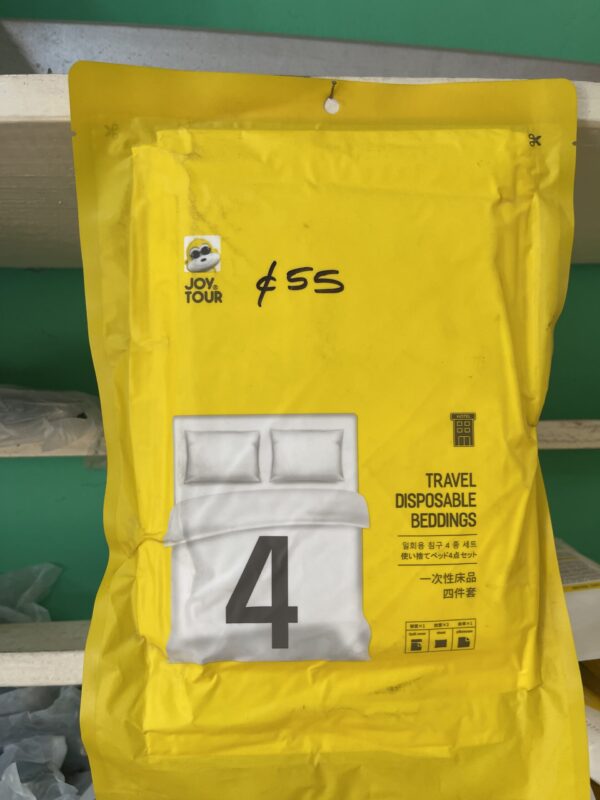 JOY®
TOUR
¢55
HOTEL
TRAVEL
DISPOSABLE
BEDDINGS
일회용 침구 4 종 세트
使い捨てベッド4点セット
一次性床品
四件套
4